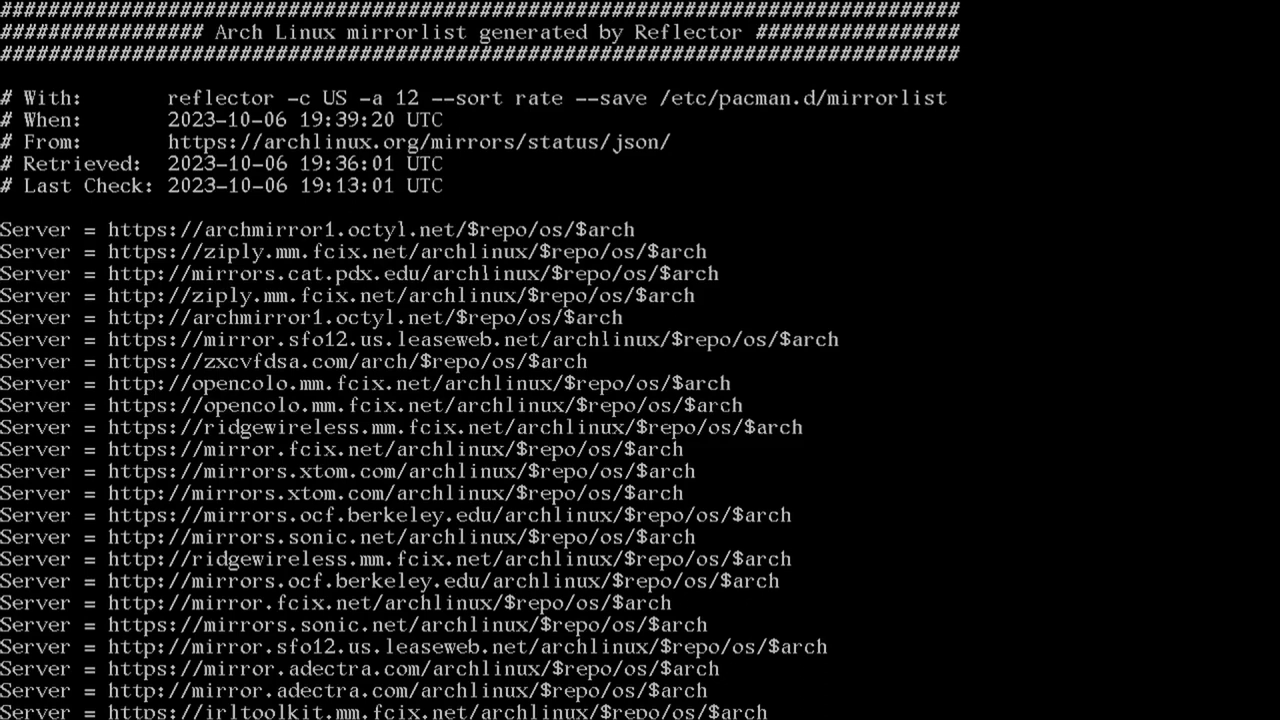 ################################################################################
################# Arch Linux mirrorlist generated by Reflector #################
################################################################################
# With:       reflector -c US -a 12 --sort rate --save /etc/pacman.d/mirrorlist
# When:       2023-10-06 19:39:20 UTC
# From:       https://archlinux.org/mirrors/status/json/
# Retrieved:  2023-10-06 19:36:01 UTC
# Last Check: 2023-10-06 19:13:01 UTC
Server = https://archmirror1.octyl.net/$repo/os/$arch
Server = https://ziply.mm.fcix.net/archlinux/$repo/os/$arch
Server = http://mirrors.cat.pdx.edu/archlinux/$repo/os/$arch
Server = http://ziply.mm.fcix.net/archlinux/$repo/os/$arch
Server = http://archmirror1.octyl.net/$repo/os/$arch
Server = https://mirror.sfo12.us.leaseweb.net/archlinux/$repo/os/$arch
Server = https://zxcvfdsa.com/arch/$repo/os/$arch
Server = http://opencolo.mm.fcix.net/archlinux/$repo/os/$arch
Server = https://opencolo.mm.fcix.net/archlinux/$repo/os/$arch
Server = https://ridgewireless.mm.fcix.net/archlinux/$repo/os/$arch
Server = https://mirror.fcix.net/archlinux/$repo/os/$arch
Server = https://mirrors.xtom.com/archlinux/$repo/os/$arch
Server = http://mirrors.xtom.com/archlinux/$repo/os/$arch
Server = https://mirrors.ocf.berkeley.edu/archlinux/$repo/os/$arch
Server = http://mirrors.sonic.net/archlinux/$repo/os/$arch
Server = http://ridgewireless.mm.fcix.net/archlinux/$repo/os/$arch
Server = http://mirrors.ocf.berkeley.edu/archlinux/$repo/os/$arch
Server = http://mirror.fcix.net/archlinux/$repo/os/$arch
Server = https://mirrors.sonic.net/archlinux/$repo/os/$arch
Server = http://mirror.sfo12.us.leaseweb.net/archlinux/$repo/os/$arch
Server = https://mirror.adectra.com/archlinux/$repo/os/$arch
Server = http://mirror.adectra.com/archlinux/$repo/os/$arch
Server = https://irltoolkit.mm.fcix.net/archlinux/$repo/os/$arch